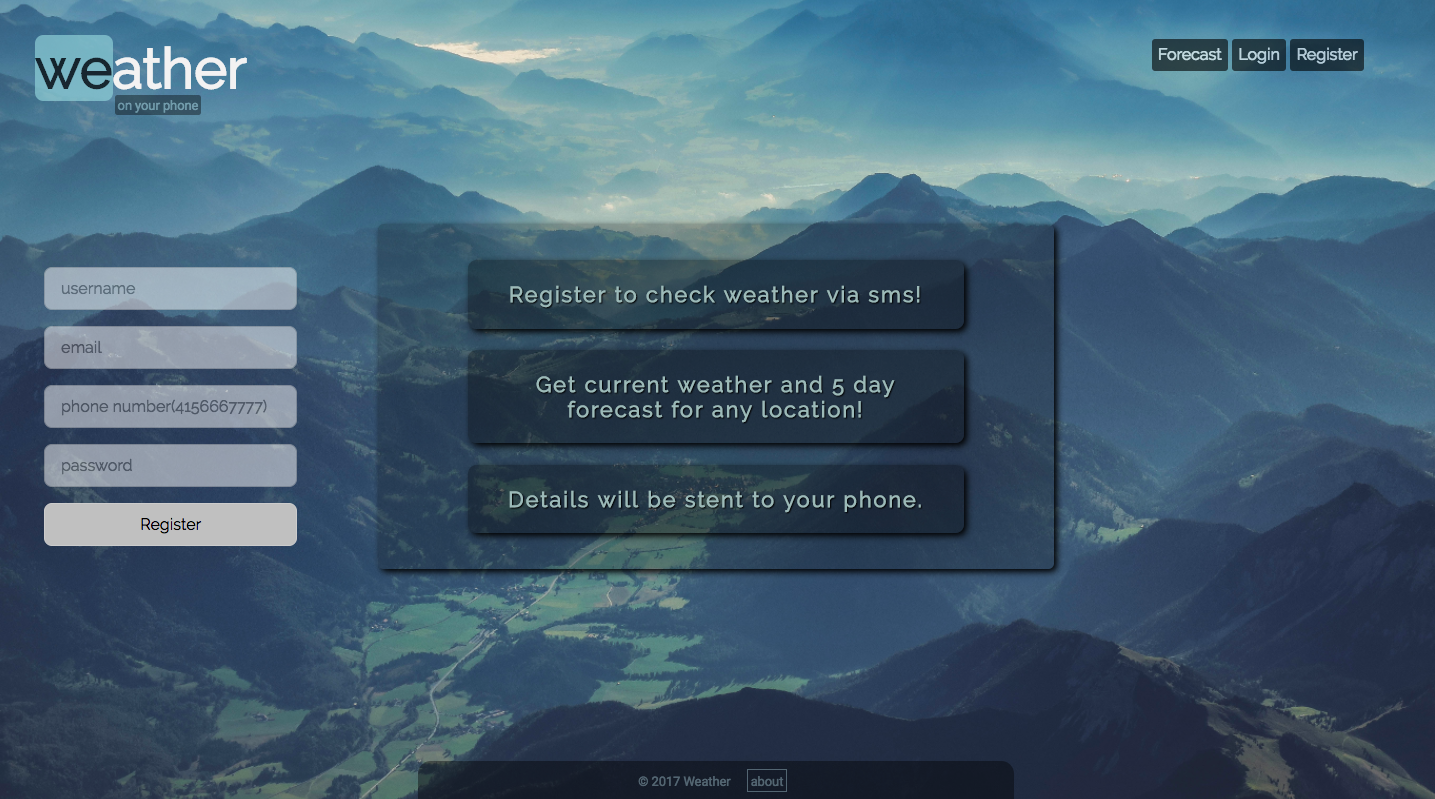 weather
on your phone
Forecast Login Register
username
email
phone number(4156667777)
password
Register
Register to check weather via sms!
Get current weather and 5 day
forecast for any location!
Details will be stent to your phone.
© 2017 Weather about